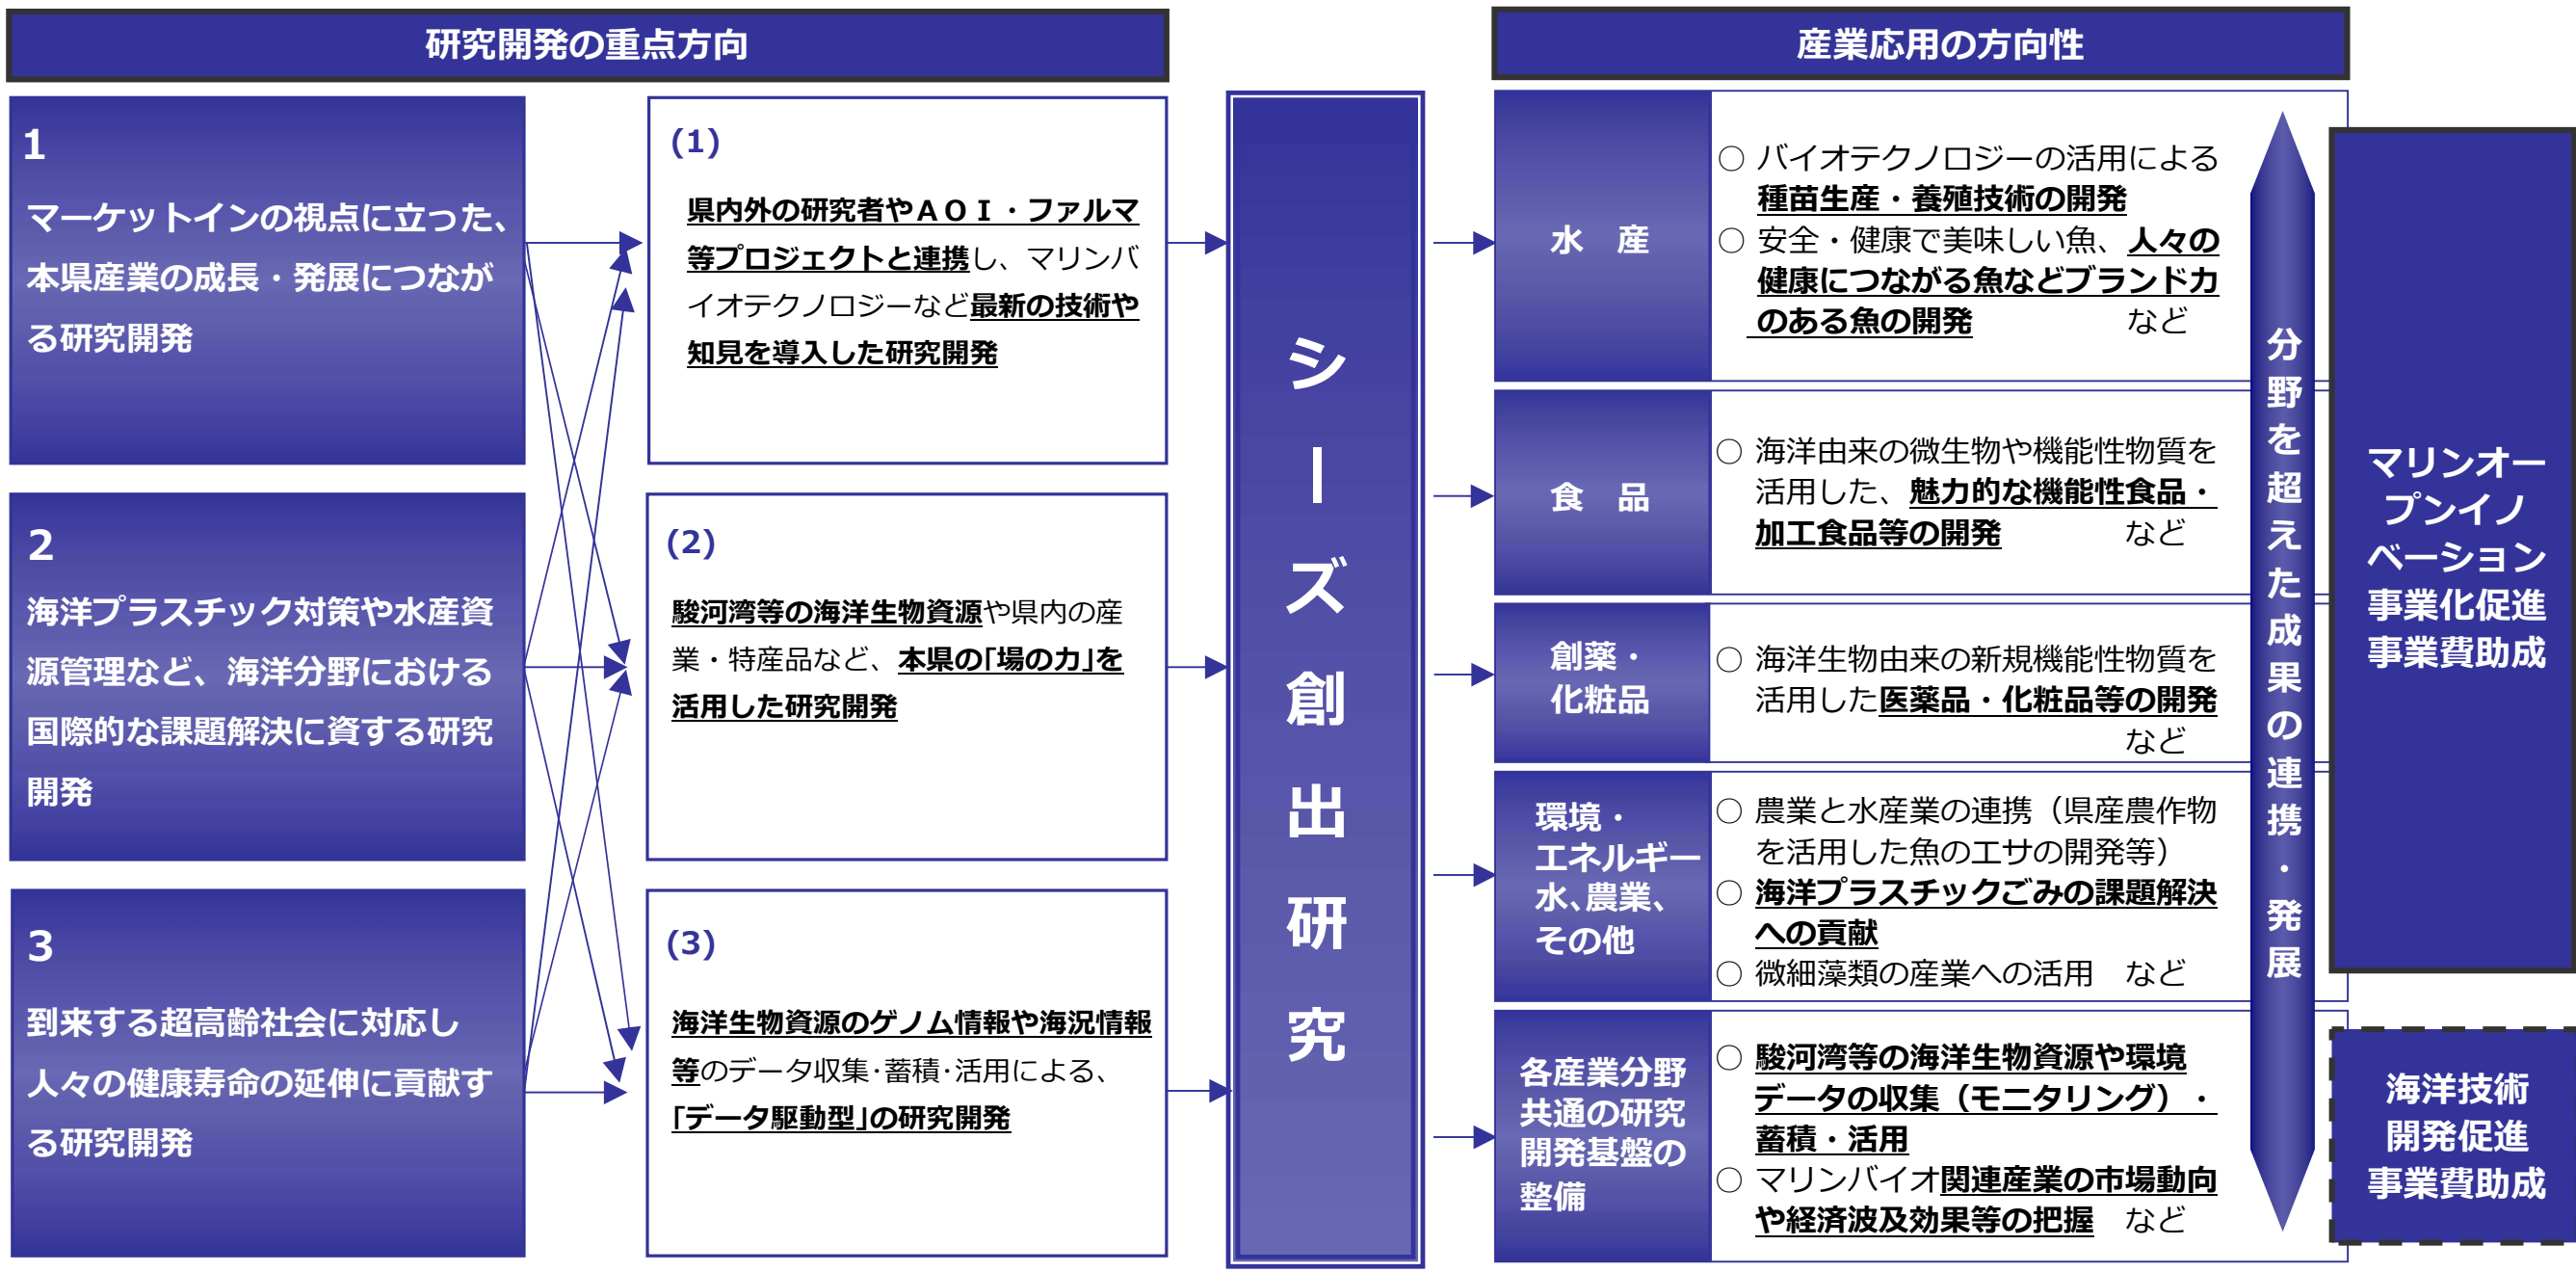 研究開発の重点方向
1
マーケットインの視点に立った、
本県産業の成長・発展につなが
る研究開発
2
海洋プラスチック対策や水産資
源管理など、海洋分野における
国際的な課題解決に資する研究
開発
3
到来する超高齢社会に対応し
人々の健康寿命の延伸に貢献す
る研究開発
(1)
県内外の研究者やＡＯＩ・ファルマ
等プロジェクトと連携し、マリンバ
イオテクノロジーなど最新の技術や
知見を導入した研究開発
(2)
駿河湾等の海洋生物資源や県内の産
業・特産品など、本県の｢場の力｣を
活用した研究開発
(3)
海洋生物資源のゲノム情報や海況情報
等のデータ収集･蓄積･活用による、
｢データ駆動型｣の研究開発
シーズ創出研究
産業応用の方向性
水　産
○ バイオテクノロジーの活用による
種苗生産・養殖技術の開発
○ 安全・健康で美味しい魚、人々の
健康につながる魚などブランド力
のある魚の開発　など
食　品
○ 海洋由来の微生物や機能性物質を
活用した、魅力的な機能性食品・
加工食品等の開発　など
創薬・
化粧品
○ 海洋生物由来の新規機能性物質を
活用した医薬品・化粧品等の開発
など
環境・
エネルギー
水､農業、
その他
○ 農業と水産業の連携（県産農作物
を活用した魚のエサの開発等）
○ 海洋プラスチックごみの課題解決
への貢献
○ 微細藻類の産業への活用　など
各産業分野
共通の研究
開発基盤の
整備
○ 駿河湾等の海洋生物資源や環境
データの収集（モニタリング）・
蓄積・活用
○ マリンバイオ関連産業の市場動向
や経済波及効果等の把握　など
分野を超えた成果の連携・発展
マリンオー
プンイノ
ベーション
事業化促進
事業費助成
海洋技術
開発促進
事業費助成